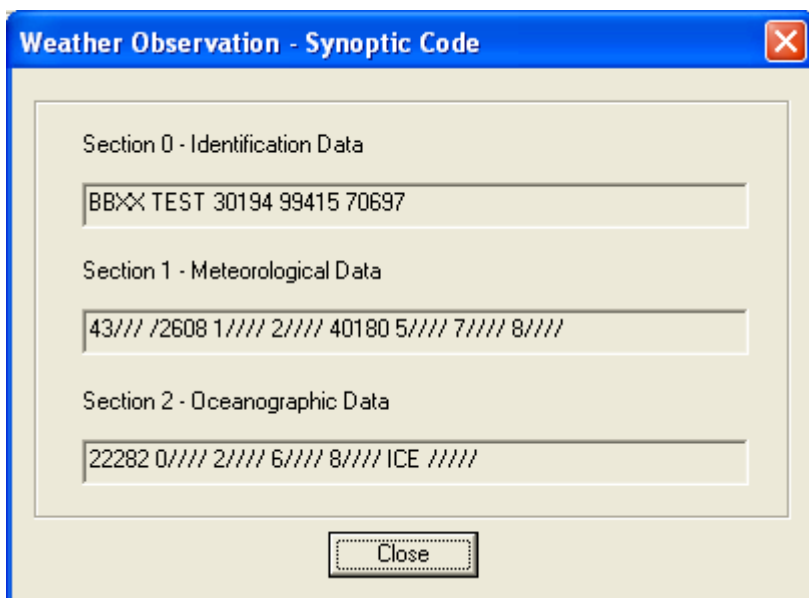 Weather Observation - Synoptic Code
Section 0 - Identification Data
BBXX TEST 30194 99415 70697
Section 1 - Meteorological Data
43/// /2608 1//// 2//// 40180 5//// 7//// 8////
Section 2 - Oceanographic Data
22282 0//// 2//// 6//// 8//// ICE /////
Close